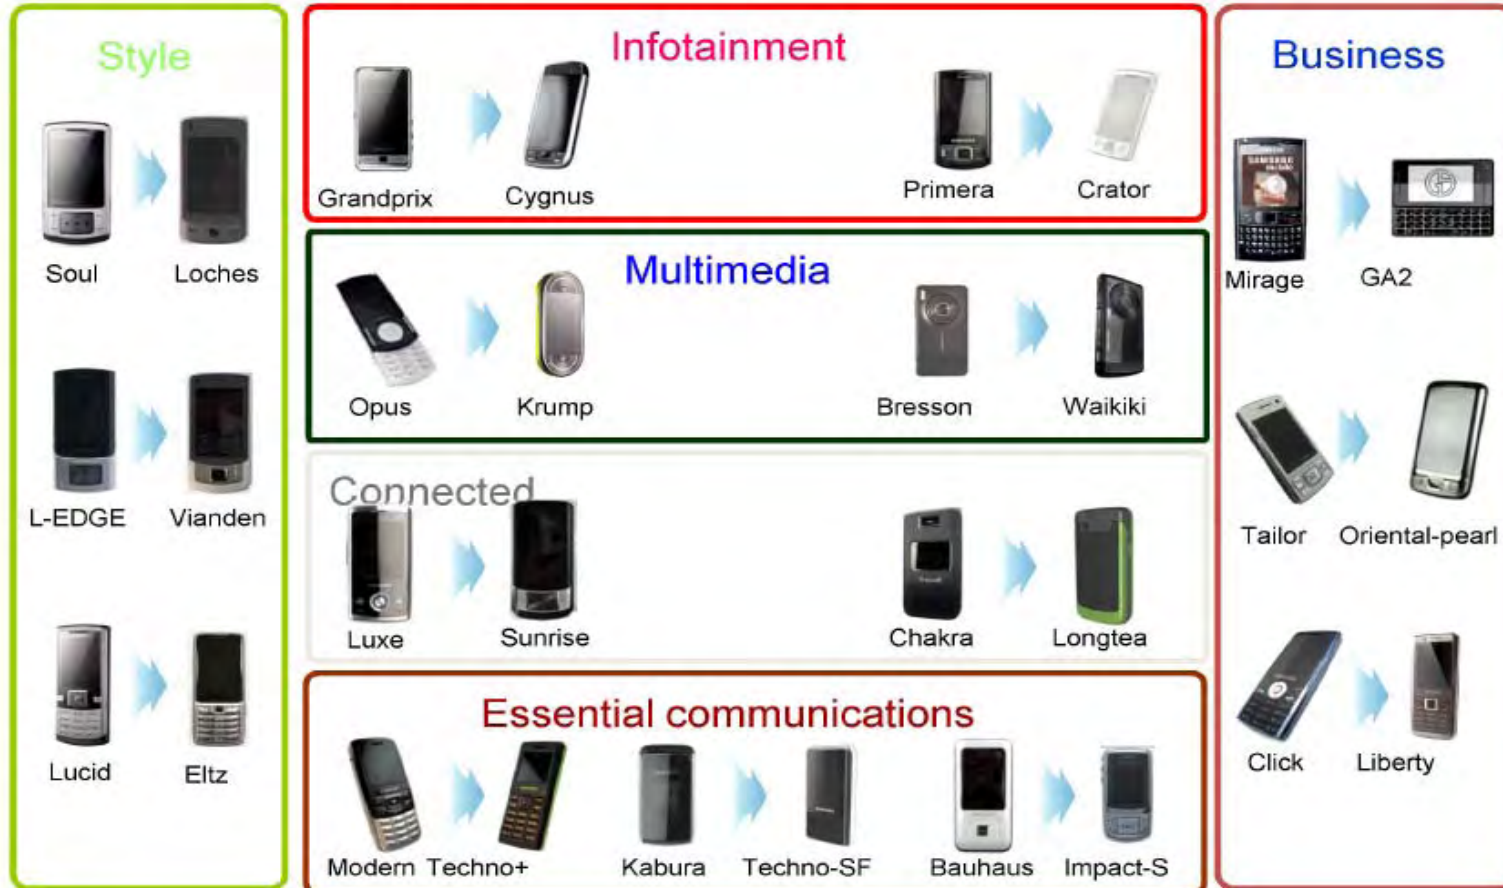 Style
Soul
Loches
L-EDGE
Vianden
Lucid
Eltz
Infotainment
Grandprix
Cygnus
Primera
Crator
Multimedia
Opus
Krump
Bresson
Waikiki
Connected
Luxe
Sunrise
Chakra
Longtea
Essential communications
Modern
Techno+
Kabura
Techno-SF
Bauhaus
Impact-S
Business
SAMSUNG
mobile
Mirage
GA2
Tailor
Oriental-pearl
Click
Liberty